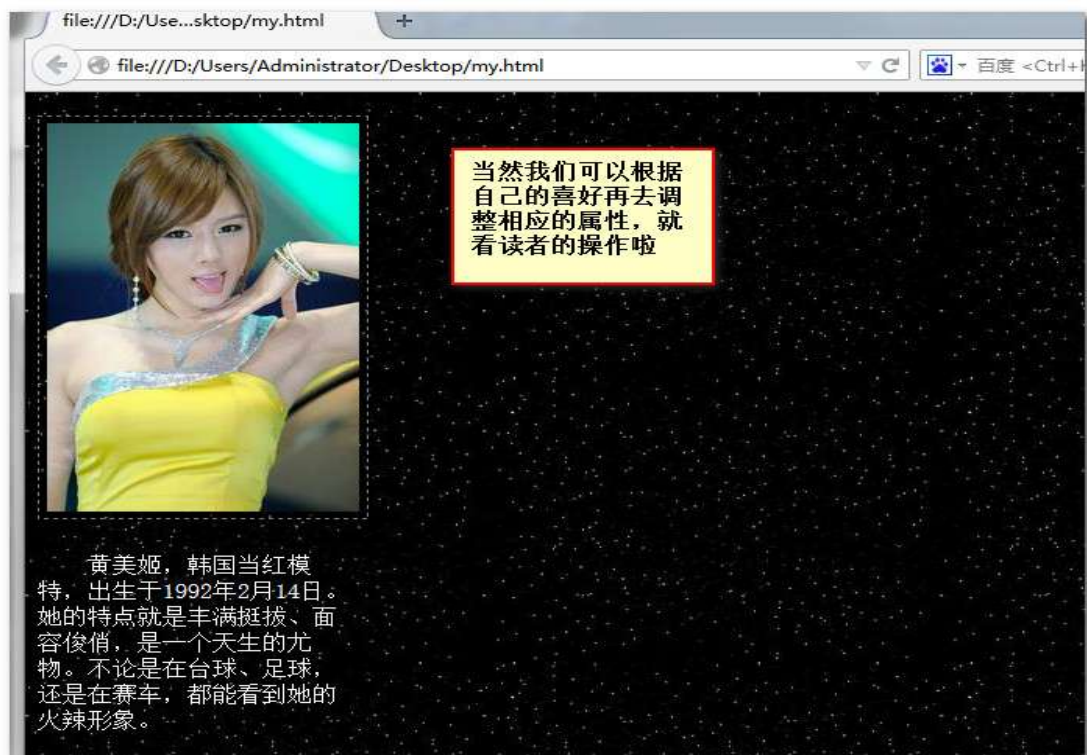 file:///D:/Use...sktop/my.html
file:///D:/Users/Administrator/Desktop/my.html
百度 <Ctrl+
当然我们可以根据
自己的喜好再去调
整相应的属性，就
看读者的操作啦
黄美姬，韩国当红模
特，出生于1992年2月14日。
她的特点就是丰满挺拔、面
容俊俏，是一个天生的尤
物。不论是在台球、足球，
还是在赛车，都能看到她的
火辣形象。